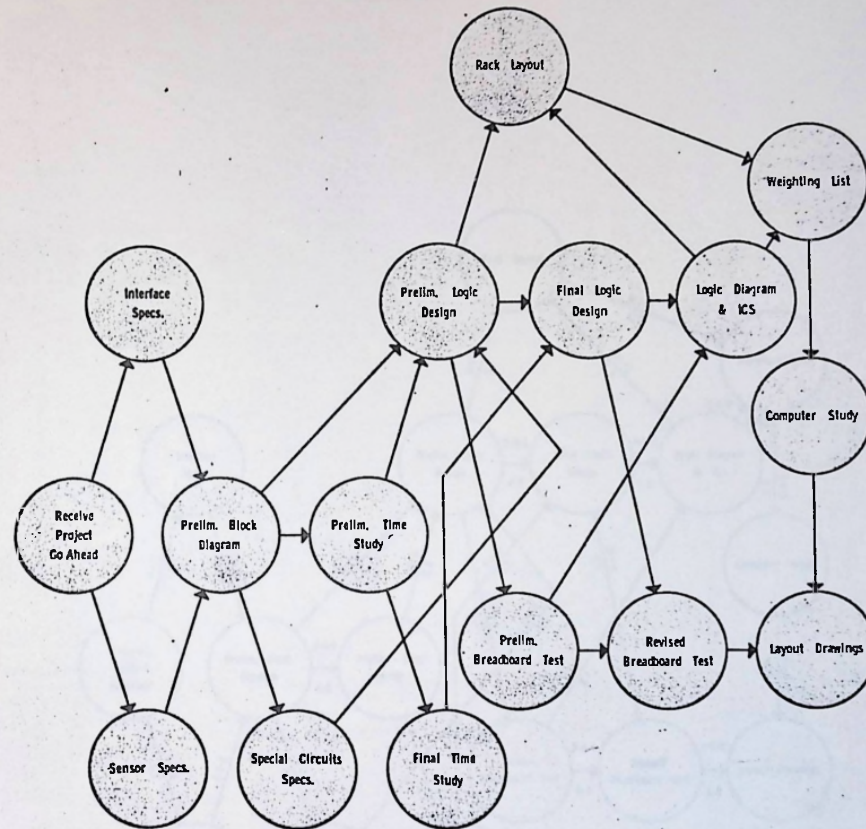 Rack Layout
Weighting List
Interface
Specs.
Prelim. Logic
Design
Final Logic
Design
Logic Diagram
& ICS
Computer Study
Receive
Project
Go Ahead
Prelim. Block
Diagram
Prelim. Time
Study
Prelim.
Breadboard Test
Revised
Breadboard Test
Layout Drawings
Sensor Specs.
Special Circuits
Specs.
Final Time
Study